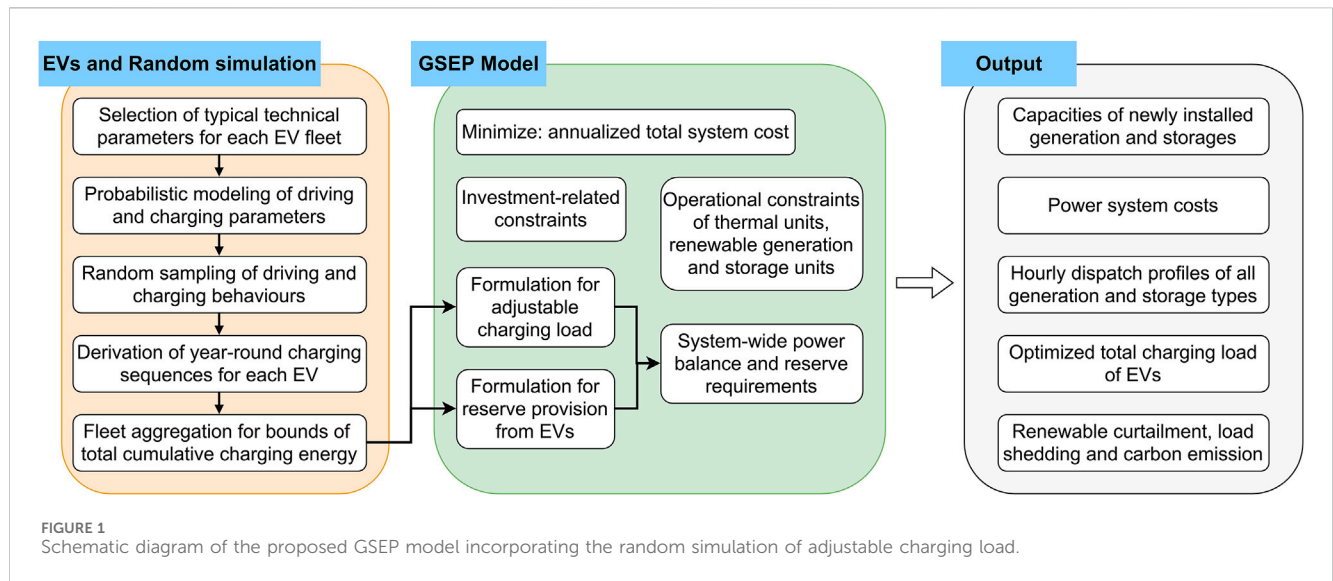 EVs and Random simulation
Selection of typical technical
parameters for each EV fleet
Probabilistic modeling of driving
and charging parameters
Random sampling of driving and
charging behaviours
Derivation of year-round charging
sequences for each EV
Fleet aggregation for bounds of
total cumulative charging energy
GSEP Model
Minimize: annualized total system cost
Investment-related
constraints
Operational constraints
of thermal units,
renewable generation
and storage units
Formulation for
adjustable
charging load
Formulation for
reserve provision
from EVs
System-wide power
balance and reserve
requirements
Output
Capacities of newly installed
generation and storages
Power system costs
Hourly dispatch profiles of all
generation and storage types
Optimized total charging load
of EVs
Renewable curtailment, load
shedding and carbon emission
FIGURE 1
Schematic diagram of the proposed GSEP model incorporating the random simulation of adjustable charging load.